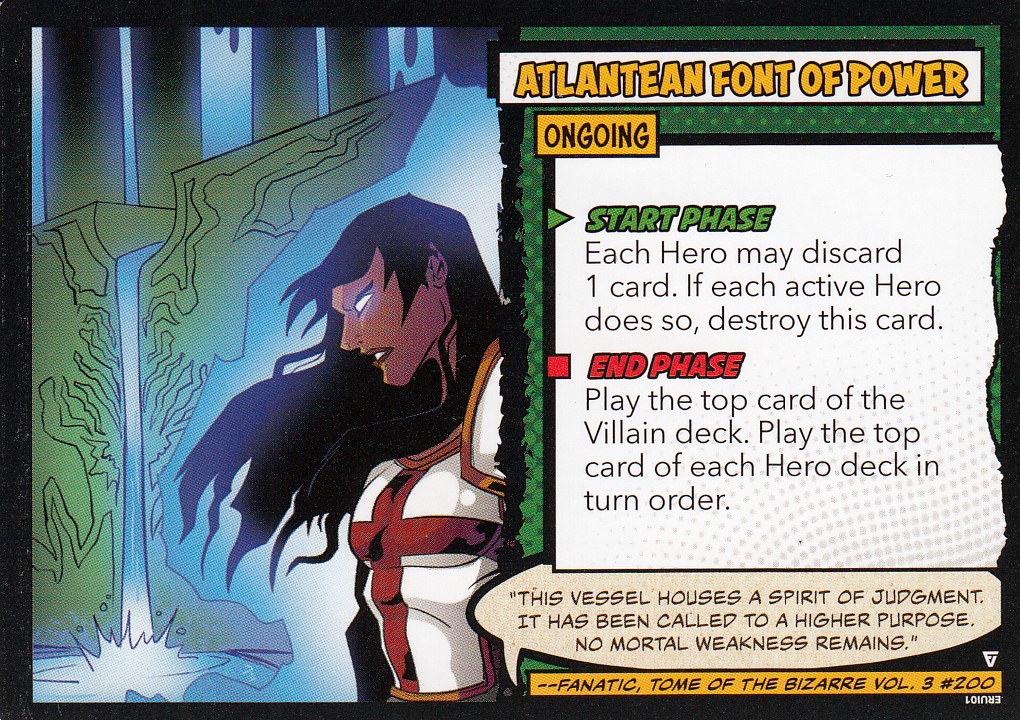 ATLANTEAN FONT OF POWER
ONGOING
START PHASE
Each Hero may discard
1 card. If each active Hero
does so, destroy this card.
END PHASE
Play the top card of the
Villain deck. Play the top
card of each Hero deck in
turn order.
"THIS VESSEL HOUSES A SPIRIT OF JUDGMENT.
IT HAS BEEN CALLED TO A HIGHER PURPOSE.
NO MORTAL WEAKNESS REMAINS."
--FANATIC, TOME OF THE BIZARRE VOL. 3 #200
ERUI01